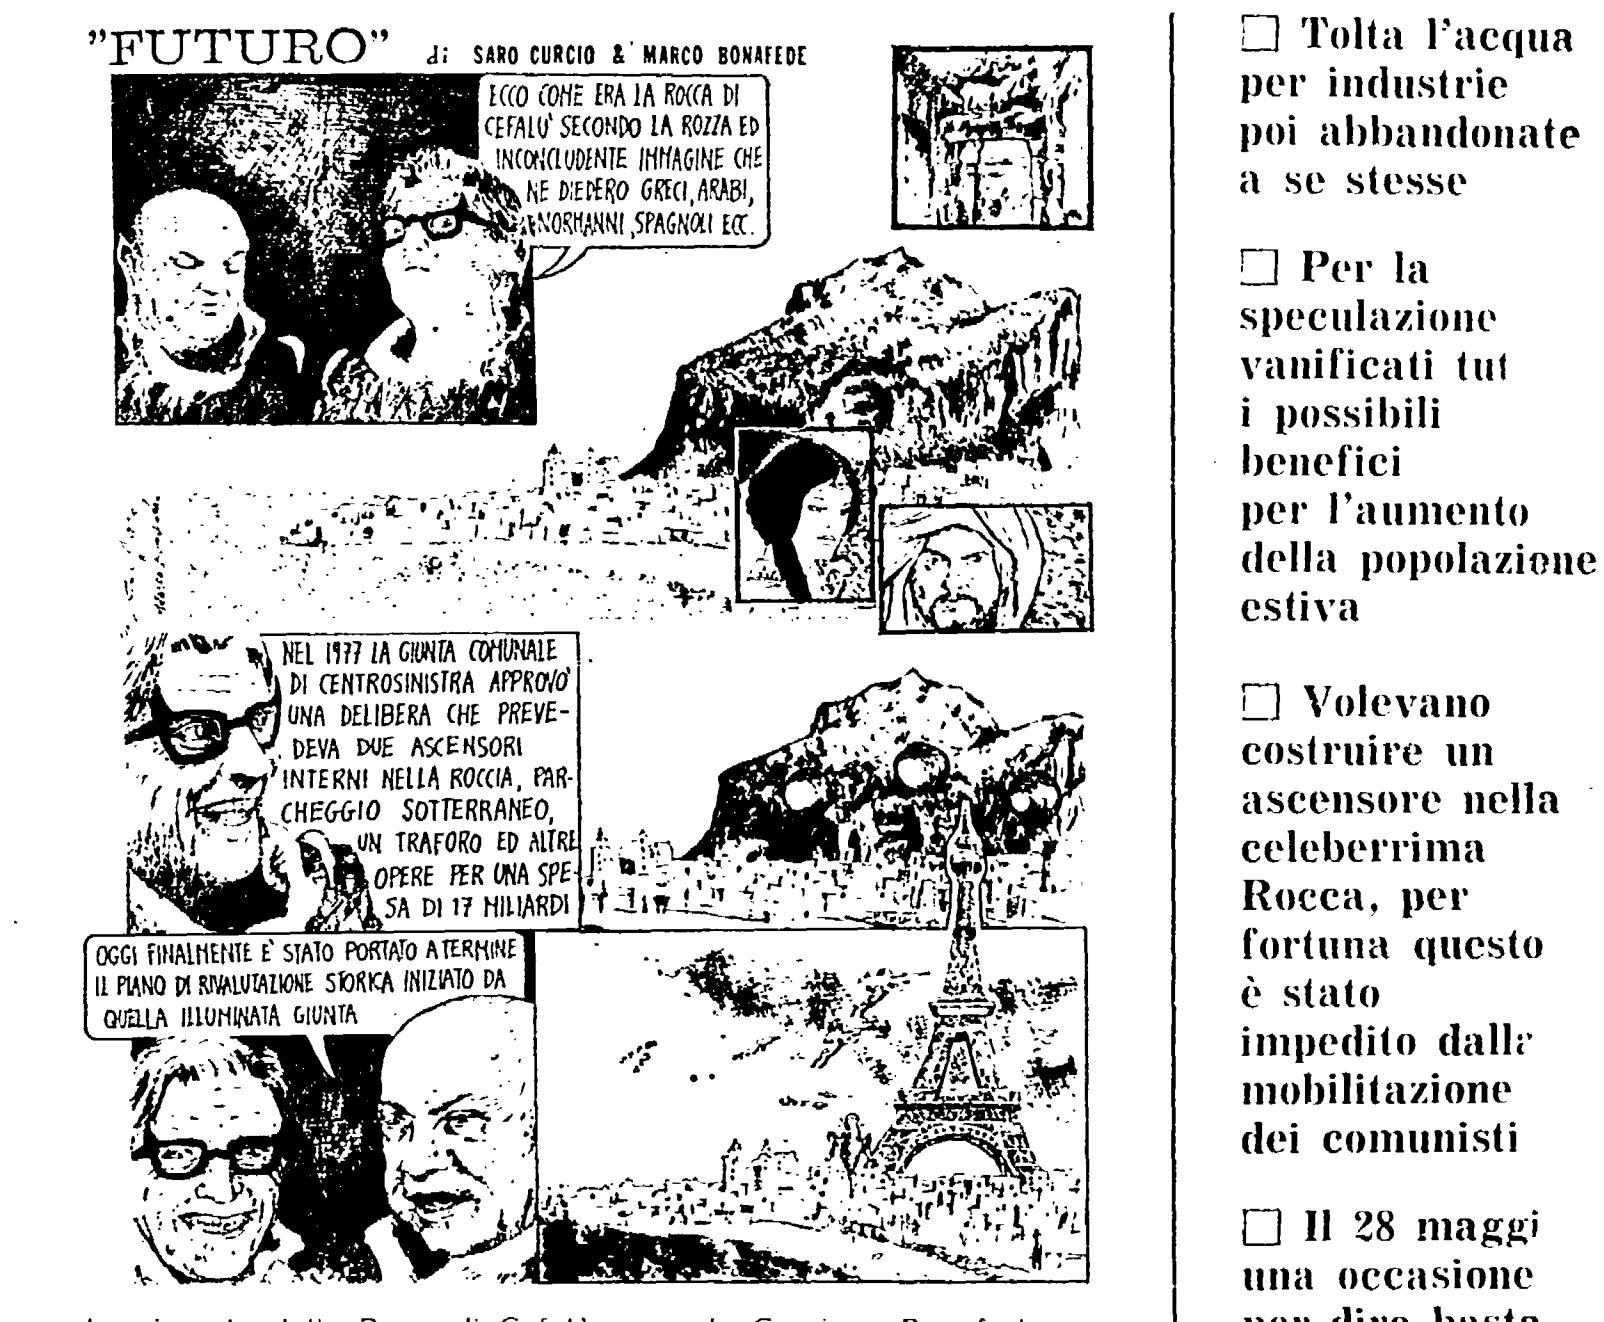 "FUTURO" di SARO CURCIO & MARCO BONAFEDE
ECCO COME ERA LA ROCCA DI
CEFALU' SECONDO LA ROZZA ED
INCONCLUDENTE IMMAGINE CHE
NE DIEDERO GRECI, ARABI,
NORMANNI, SPAGNOLI ECC.
NEL 1977 LA GIUNTA COMUNALE
DI CENTROSINISTRA APPROVO'
UNA DELIBERA CHE PREVE-
DEVA DUE ASCENSORI
INTERNI NELLA ROCCIA, PAR-
CHEGGIO SOTTERRANEO,
UN TRAFORO ED ALTRE
OPERE PER UNA SPE-
SA DI 17 MILIARDI
OGGI FINALMENTE E' STATO PORTATO A TERMINE
IL PIANO DI RIVALUTAZIONE STORICA INIZIATO DA
QUELLA ILLUMINATA GIUNTA
□ Tolta l'acqua
per industrie
poi abbandonate
a se stesse
□ Per la
speculazione
vanificati tut
i possibili
benefici
per l'aumento
della popolazione
estiva
□ Volevano
costruire un
ascensore nella
celeberrima
Rocca, per
fortuna questo
è stato
impedito dalla
mobilitazione
dei comunisti
□ Il 28 maggi
una occasione
per dire basta